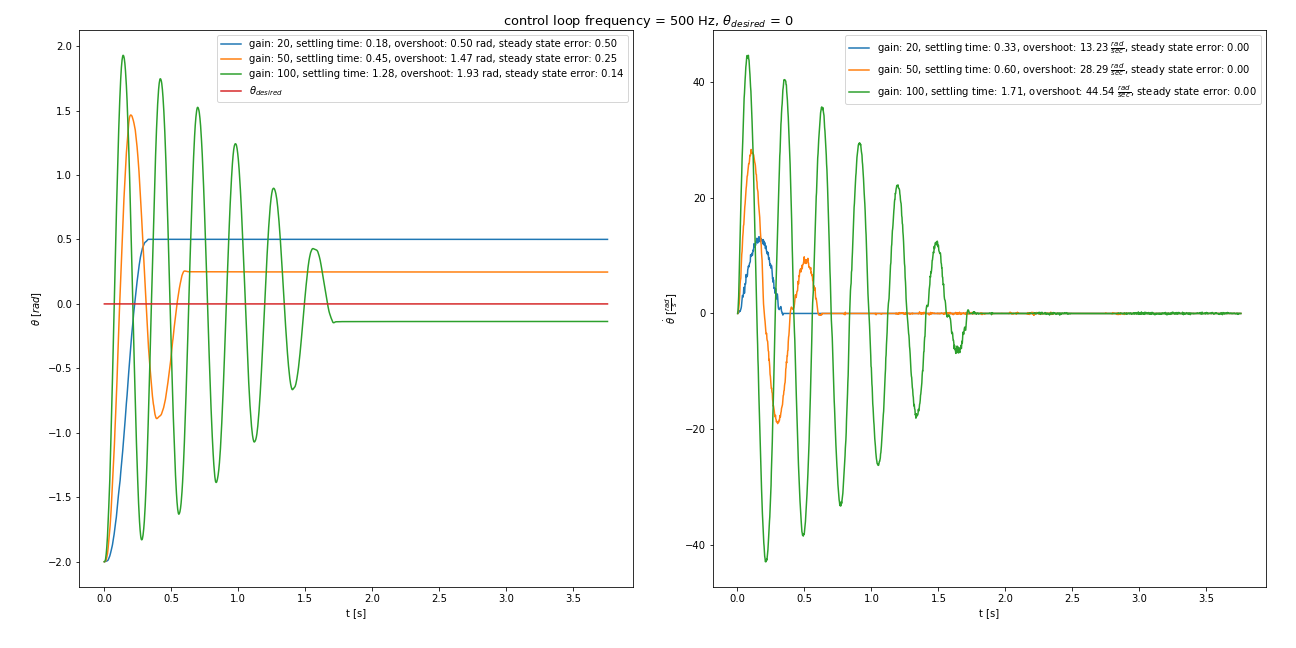 control loop frequency = 500 Hz, θ_desired = 0
gain: 20, settling time: 0.18, overshoot: 0.50 rad, steady state error: 0.50
gain: 50, settling time: 0.45, overshoot: 1.47 rad, steady state error: 0.25
gain: 100, settling time: 1.28, overshoot: 1.93 rad, steady state error: 0.14
θ_desired
2.0
1.5
1.0
0.5
0.0
−0.5
−1.0
−1.5
−2.0
θ [rad]
0.0 0.5 1.0 1.5 2.0 2.5 3.0 3.5
t [s]
gain: 20, settling time: 0.33, overshoot: 13.23 rad/sec, steady state error: 0.00
gain: 50, settling time: 0.60, overshoot: 28.29 rad/sec, steady state error: 0.00
gain: 100, settling time: 1.71, overshoot: 44.54 rad/sec, steady state error: 0.00
40
20
0
−20
−40
θ̇ [rad/s]
0.0 0.5 1.0 1.5 2.0 2.5 3.0 3.5
t [s]